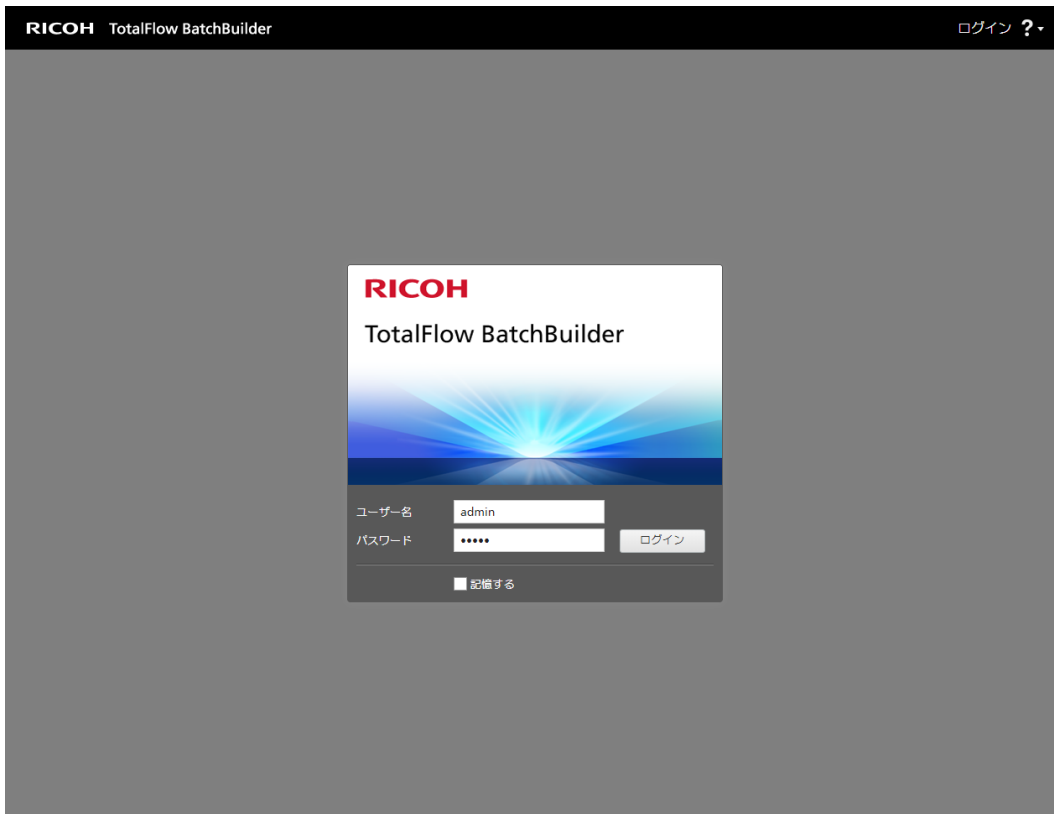 RICOH TotalFlow BatchBuilder ログイン ?
RICOH
TotalFlow BatchBuilder
ユーザー名 admin
パスワード ••••• ログイン
記憶する